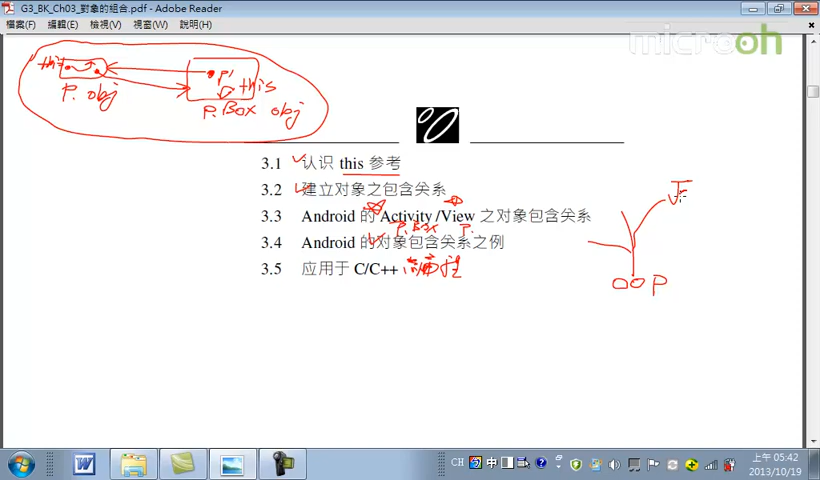 G3_BK_Ch03_對象的組合.pdf - Adobe Reader
檔案(F) 編輯(E) 檢視(V) 視窗(W) 說明(H)
microoh
this
P1
this
P. obj
P. Box obj
3.1 认识 this 参考
3.2 建立对象之包含关系
3.3 Android 的 Activity /View 之对象包含关系
P. Box P.
3.4 Android 的对象包含关系之例
3.5 应用于 C/C++
OOP
CH 中
上午 05:42
2013/10/19